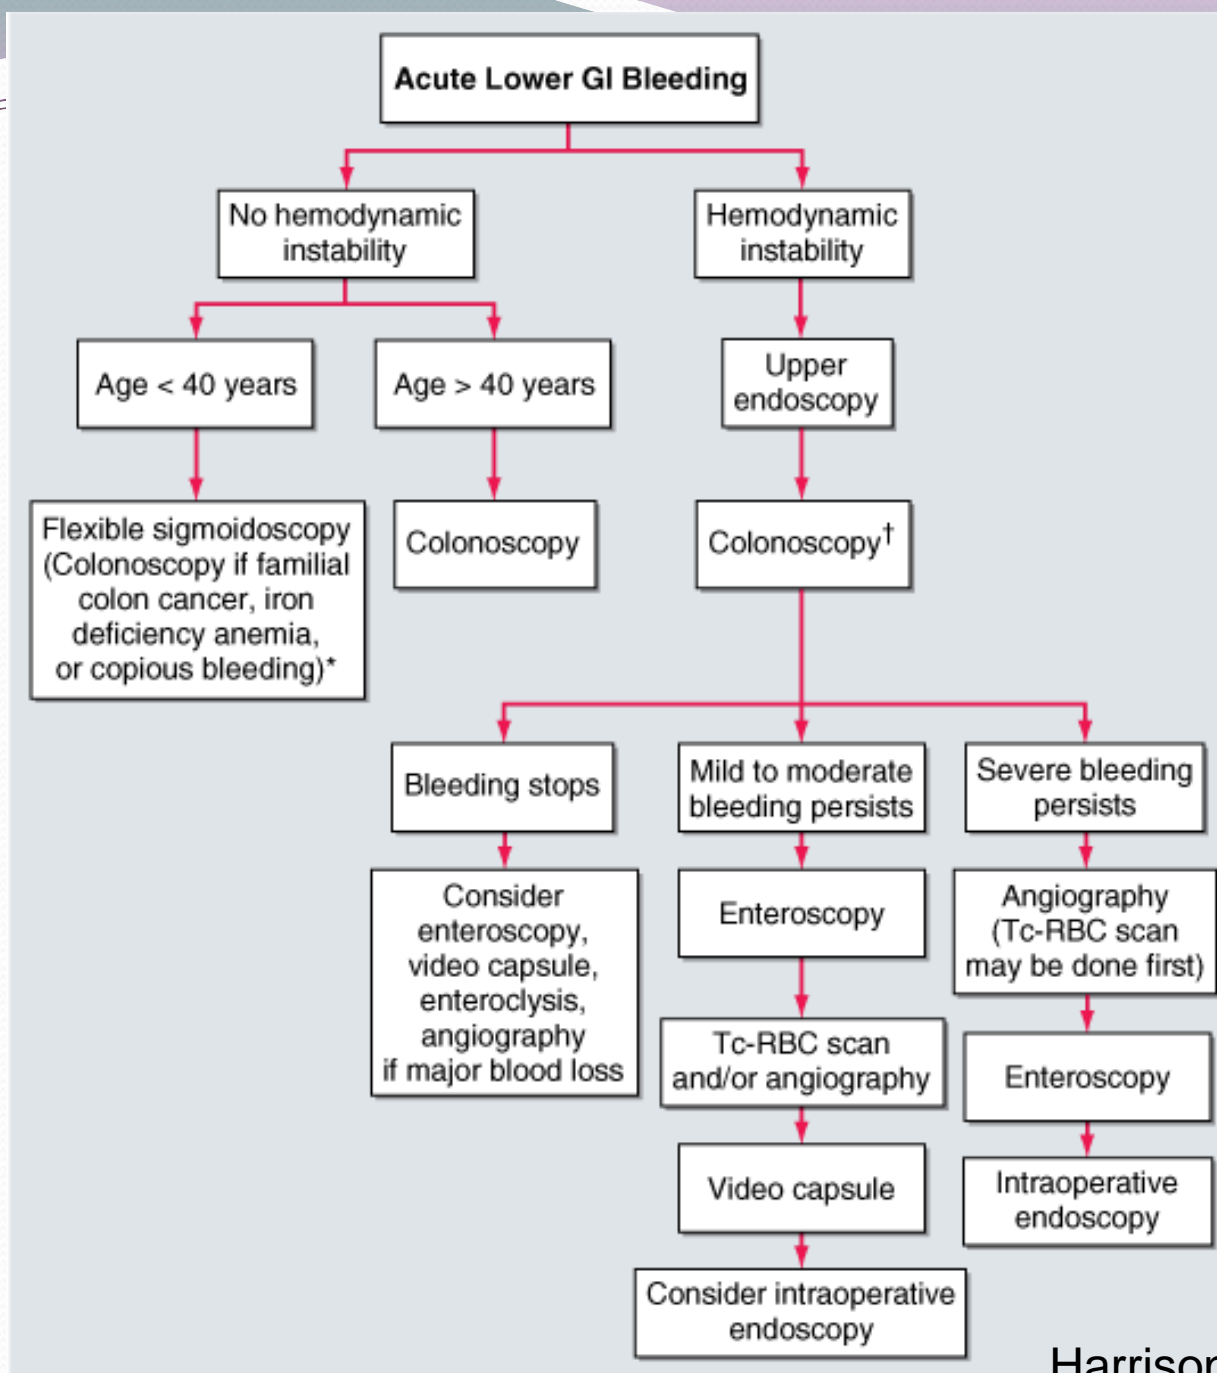 Acute Lower GI Bleeding
No hemodynamic
instability
Hemodynamic
instability
Age < 40 years
Age > 40 years
Upper
endoscopy
Flexible sigmoidoscopy
(Colonoscopy if familial
colon cancer, iron
deficiency anemia,
or copious bleeding)*
Colonoscopy
Colonoscopy†
Bleeding stops
Mild to moderate
bleeding persists
Severe bleeding
persists
Consider
enteroscopy,
video capsule,
enteroclysis,
angiography
if major blood loss
Enteroscopy
Tc-RBC scan
and/or angiography
Video capsule
Consider intraoperative
endoscopy
Angiography
(Tc-RBC scan
may be done first)
Enteroscopy
Intraoperative
endoscopy
Harrison